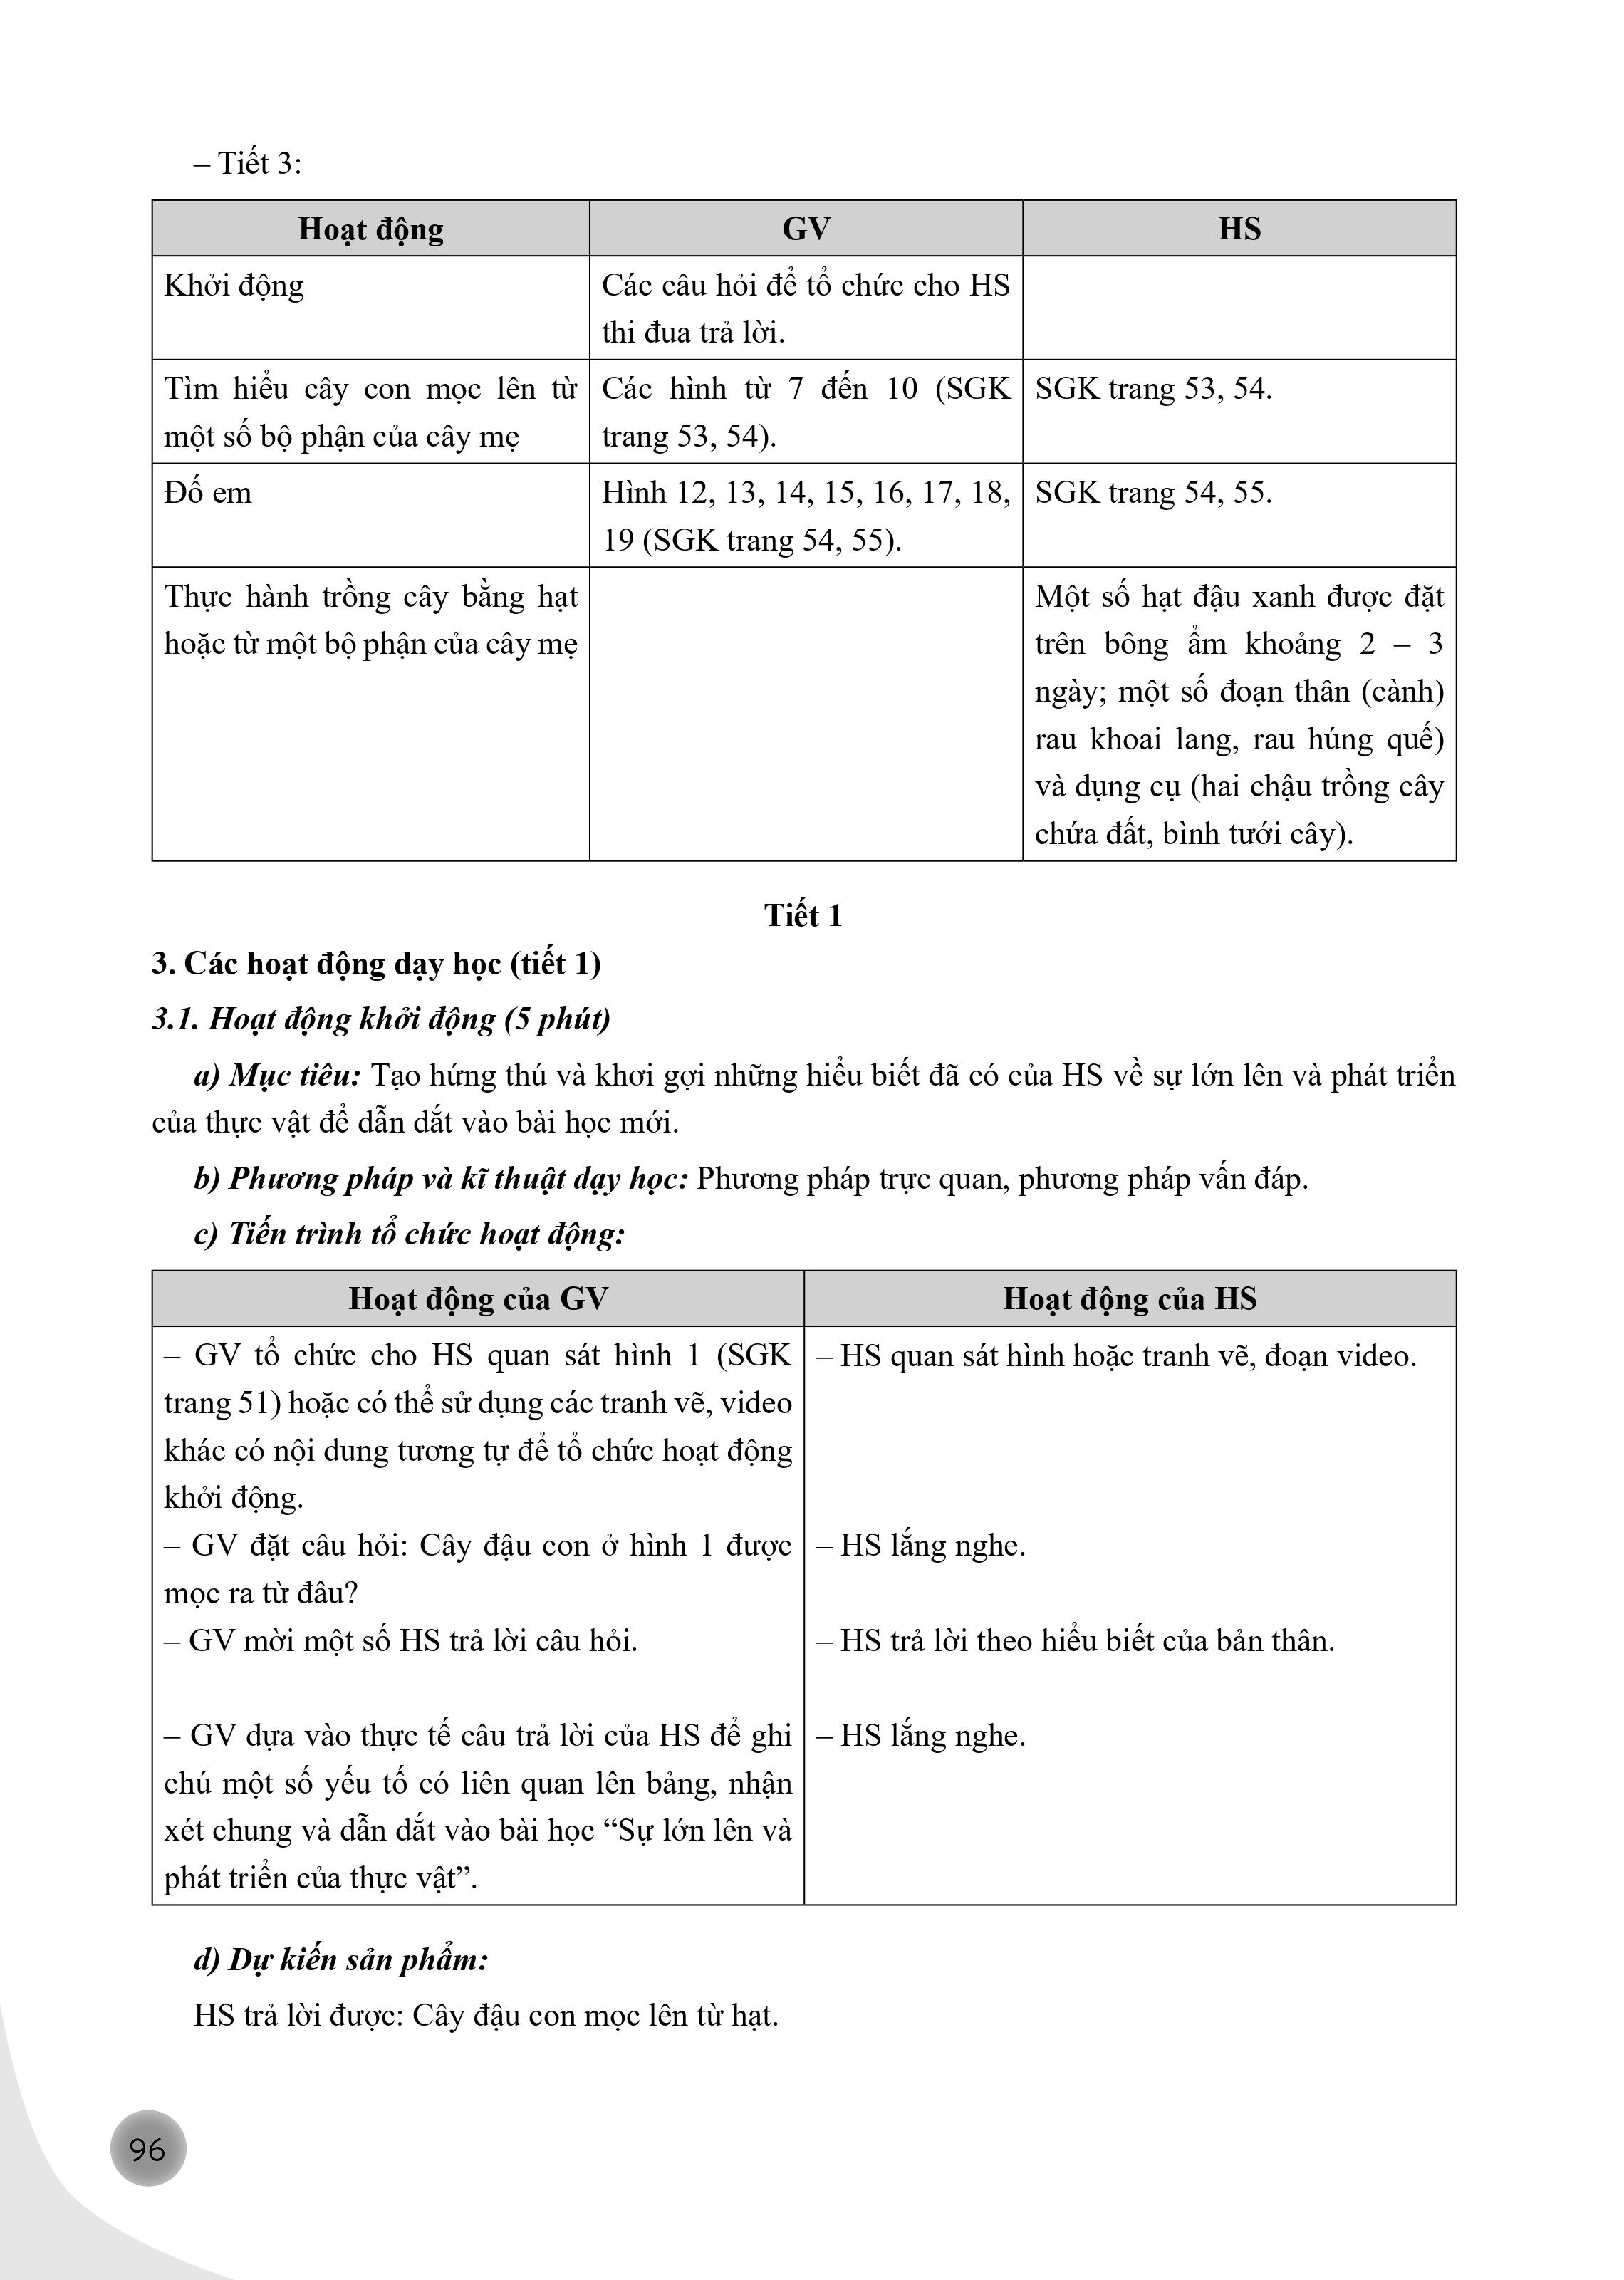 – Tiết 3:
Hoạt động
GV
HS
Khởi động
Các câu hỏi để tổ chức cho HS
thi đua trả lời.
Tìm hiểu cây con mọc lên từ
một số bộ phận của cây mẹ
Các hình từ 7 đến 10 (SGK
trang 53, 54).
SGK trang 53, 54.
Đố em
Hình 12, 13, 14, 15, 16, 17, 18,
19 (SGK trang 54, 55).
SGK trang 54, 55.
Thực hành trồng cây bằng hạt
hoặc từ một bộ phận của cây mẹ
Một số hạt đậu xanh được đặt
trên bông ẩm khoảng 2 – 3
ngày; một số đoạn thân (cành)
rau khoai lang, rau húng quế)
và dụng cụ (hai chậu trồng cây
chứa đất, bình tưới cây).
Tiết 1
3. Các hoạt động dạy học (tiết 1)
3.1. Hoạt động khởi động (5 phút)
a) Mục tiêu: Tạo hứng thú và khơi gợi những hiểu biết đã có của HS về sự lớn lên và phát triển
của thực vật để dẫn dắt vào bài học mới.
b) Phương pháp và kĩ thuật dạy học: Phương pháp trực quan, phương pháp vấn đáp.
c) Tiến trình tổ chức hoạt động:
Hoạt động của GV
Hoạt động của HS
– GV tổ chức cho HS quan sát hình 1 (SGK
trang 51) hoặc có thể sử dụng các tranh vẽ, video
khác có nội dung tương tự để tổ chức hoạt động
khởi động.
– HS quan sát hình hoặc tranh vẽ, đoạn video.
– GV đặt câu hỏi: Cây đậu con ở hình 1 được
mọc ra từ đâu?
– HS lắng nghe.
– GV mời một số HS trả lời câu hỏi.
– HS trả lời theo hiểu biết của bản thân.
– GV dựa vào thực tế câu trả lời của HS để ghi
chú một số yếu tố có liên quan lên bảng, nhận
xét chung và dẫn dắt vào bài học “Sự lớn lên và
phát triển của thực vật”.
– HS lắng nghe.
d) Dự kiến sản phẩm:
HS trả lời được: Cây đậu con mọc lên từ hạt.
96